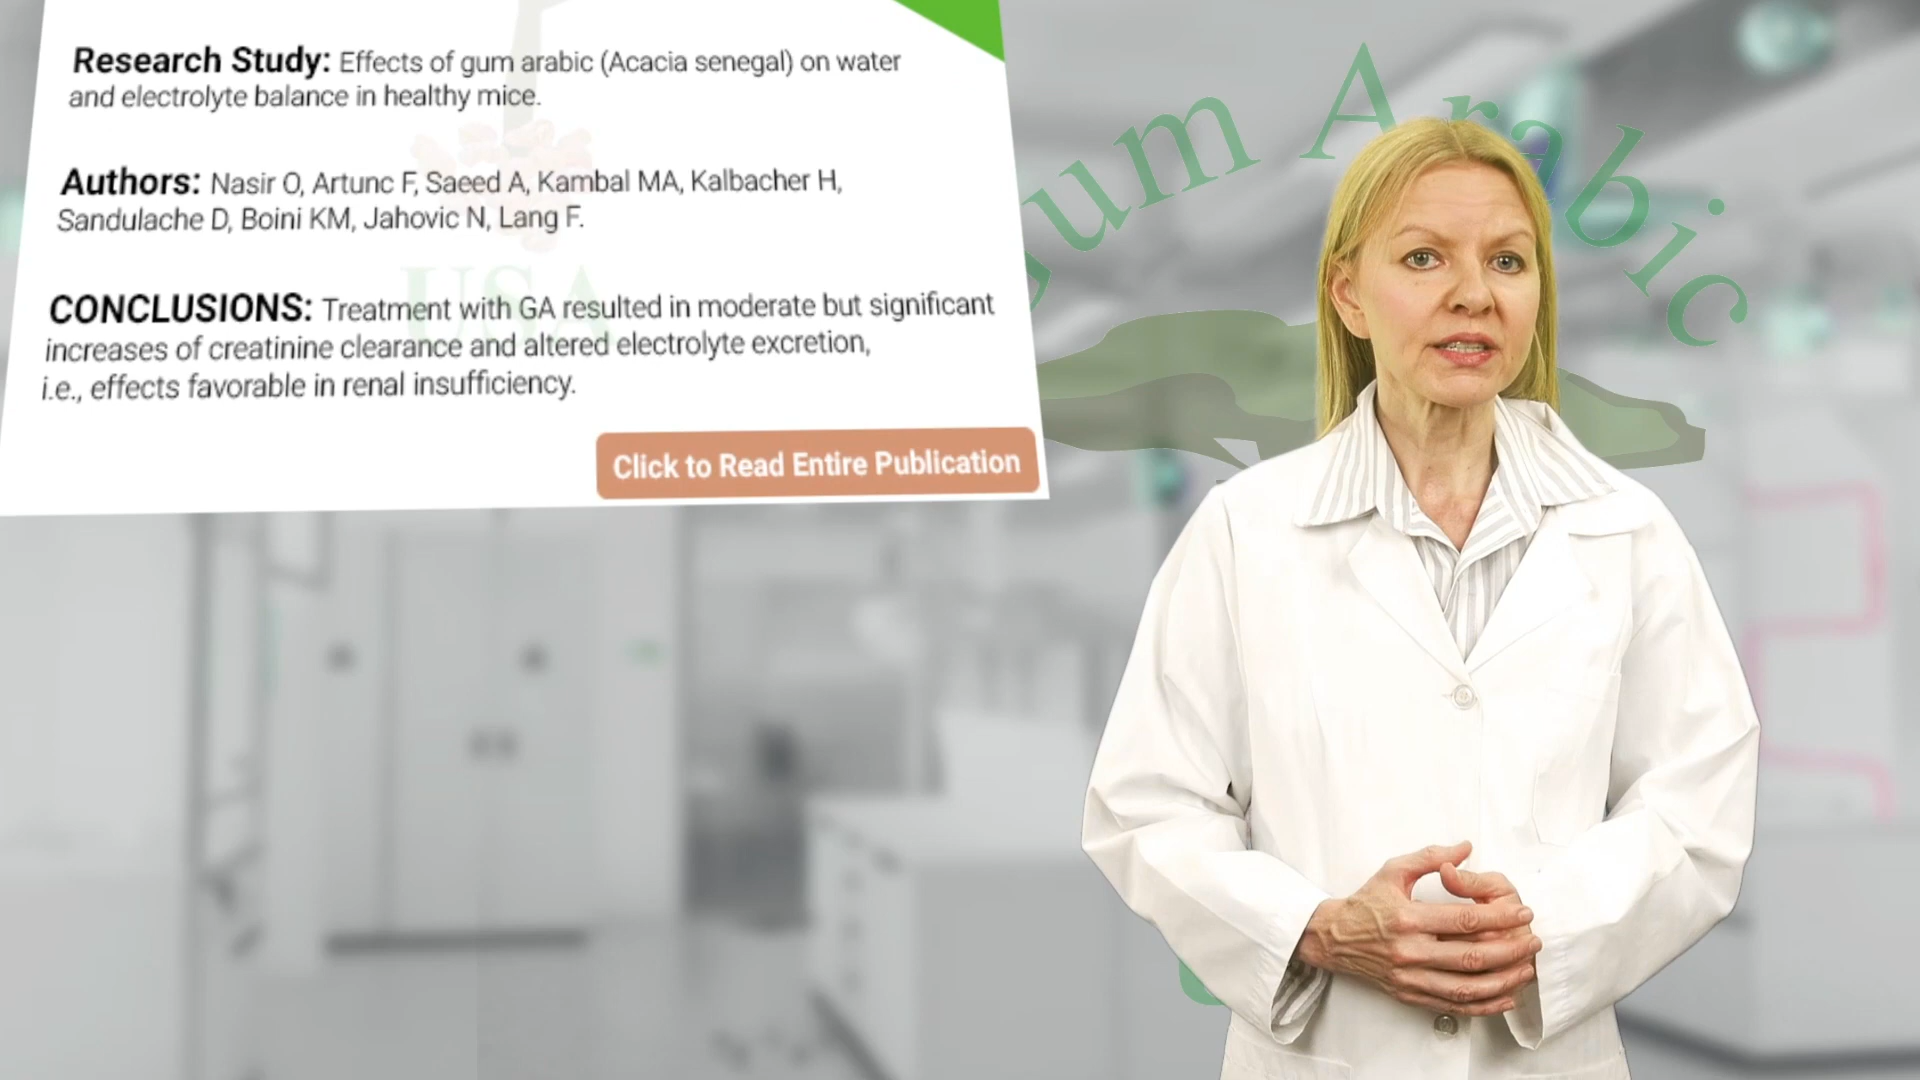 Research Study: Effects of gum arabic (Acacia senegal) on water
and electrolyte balance in healthy mice.
Authors: Nasir O, Artunc F, Saeed A, Kambal MA, Kalbacher H,
Sandulache D, Boini KM, Jahovic N, Lang F.
CONCLUSIONS: Treatment with GA resulted in moderate but significant
increases of creatinine clearance and altered electrolyte excretion,
i.e., effects favorable in renal insufficiency.
Click to Read Entire Publication
USA
Gum Arabic